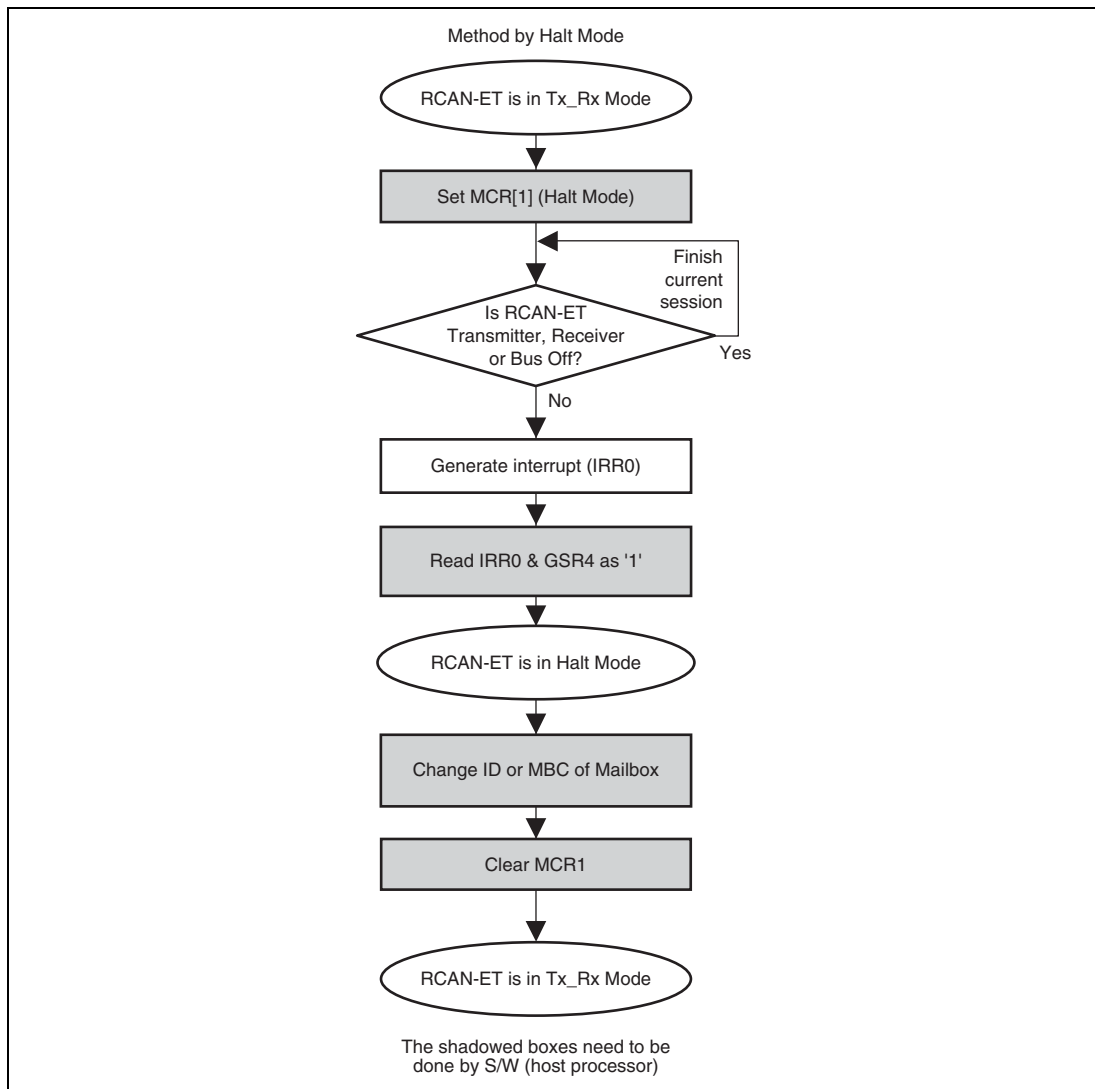 Method by Halt Mode
RCAN-ET is in Tx_Rx Mode
Set MCR[1] (Halt Mode)
Finish
current
session
Is RCAN-ET
Transmitter, Receiver
or Bus Off?
Yes
No
Generate interrupt (IRR0)
Read IRR0 & GSR4 as '1'
RCAN-ET is in Halt Mode
Change ID or MBC of Mailbox
Clear MCR1
RCAN-ET is in Tx_Rx Mode
The shadowed boxes need to be
done by S/W (host processor)